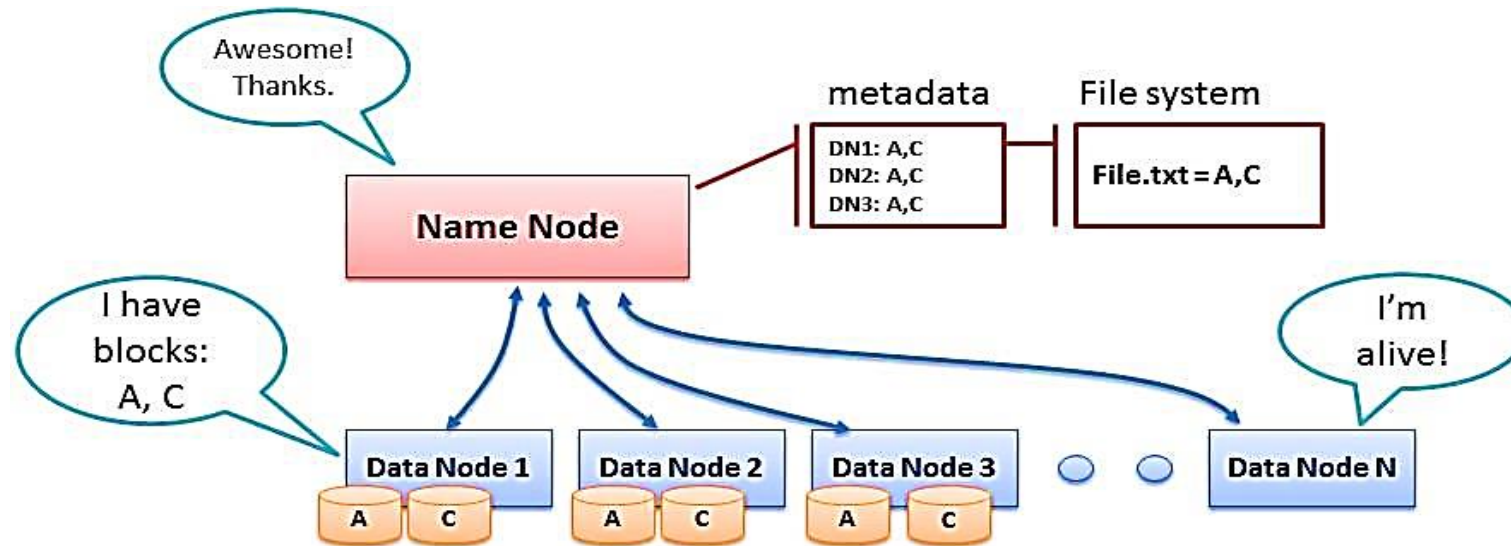 Awesome!
Thanks.
metadata
File system
DN1: A,C
DN2: A,C
DN3: A,C
File.txt = A,C
Name Node
I have
blocks:
A, C
I'm
alive!
Data Node 1
Data Node 2
Data Node 3
Data Node N
A
C
A
C
A
C